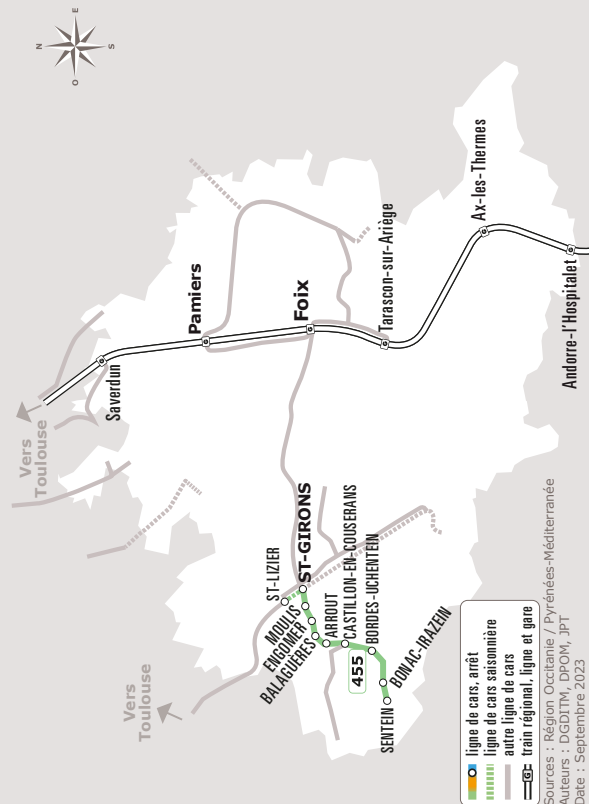 N
E
S
O
Vers
Toulouse
Saverdun
Pamiers
Foix
Tarascon-sur-Ariège
Ax-les-Thermes
Andorre-l'Hospitalet
Vers
Toulouse
ST-LIZIER
ST-GIRONS
MOULIS
ENGOMER
BALAGUÈRES
ARROUT
CASTILLON-EN-COUSERANS
BORDES-UCHENTEIN
455
BONAC-IRAZEIN
SENTEIN
ligne de cars, arrêt
ligne de cars saisonnière
autre ligne de cars
G train régional, ligne et gare
Sources : Région Occitanie / Pyrénées-Méditerranée
Auteurs : DGDITM, DPOM, JPT
Date : Septembre 2023